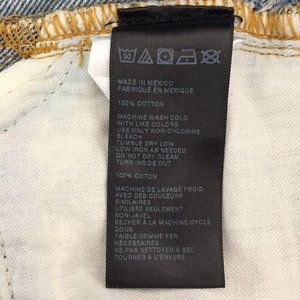 MADE IN MEXICO
FABRIQUÉ EN MEXIQUE
100% COTTON
MACHINE WASH COLD
WITH LIKE COLORS
USE ONLY NON-CHLORINE
BLEACH
TUMBLE DRY LOW
LOW IRON AS NEEDED
DO NOT DRY CLEAN
TURN INSIDE OUT
100% COTON
MACHINE DE LAVAGE FROID
AVEC DES COULEURS
SIMILAIRES
UTILISEZ SEULEMENT
NON-JAVEL
SÉCHER À LA MACHINE CYCLE
DOUX
FAIBLE COMME FER
MINIMUM
NE PAS NETTOYER À SEC
TOURNER À L'ENVERS